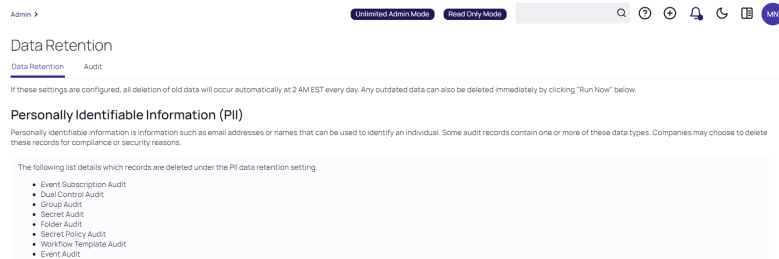 Admin >
Unlimited Admin Mode
Read Only Mode
MN
Data Retention
Data Retention
Audit
If these settings are configured, all deletion of old data will occur automatically at 2 AM EST every day. Any outdated data can also be deleted immediately by clicking "Run Now" below.
Personally Identifiable Information (PII)
Personally identifiable information is information such as email addresses or names that can be used to identify an individual. Some audit records contain one or more of these data types. Companies may choose to delete
these records for compliance or security reasons.
The following list details which records are deleted under the PII data retention setting.
• Event Subscription Audit
• Dual Control Audit
• Group Audit
• Secret Audit
• Folder Audit
• Secret Policy Audit
• Workflow Template Audit
• Event Audit